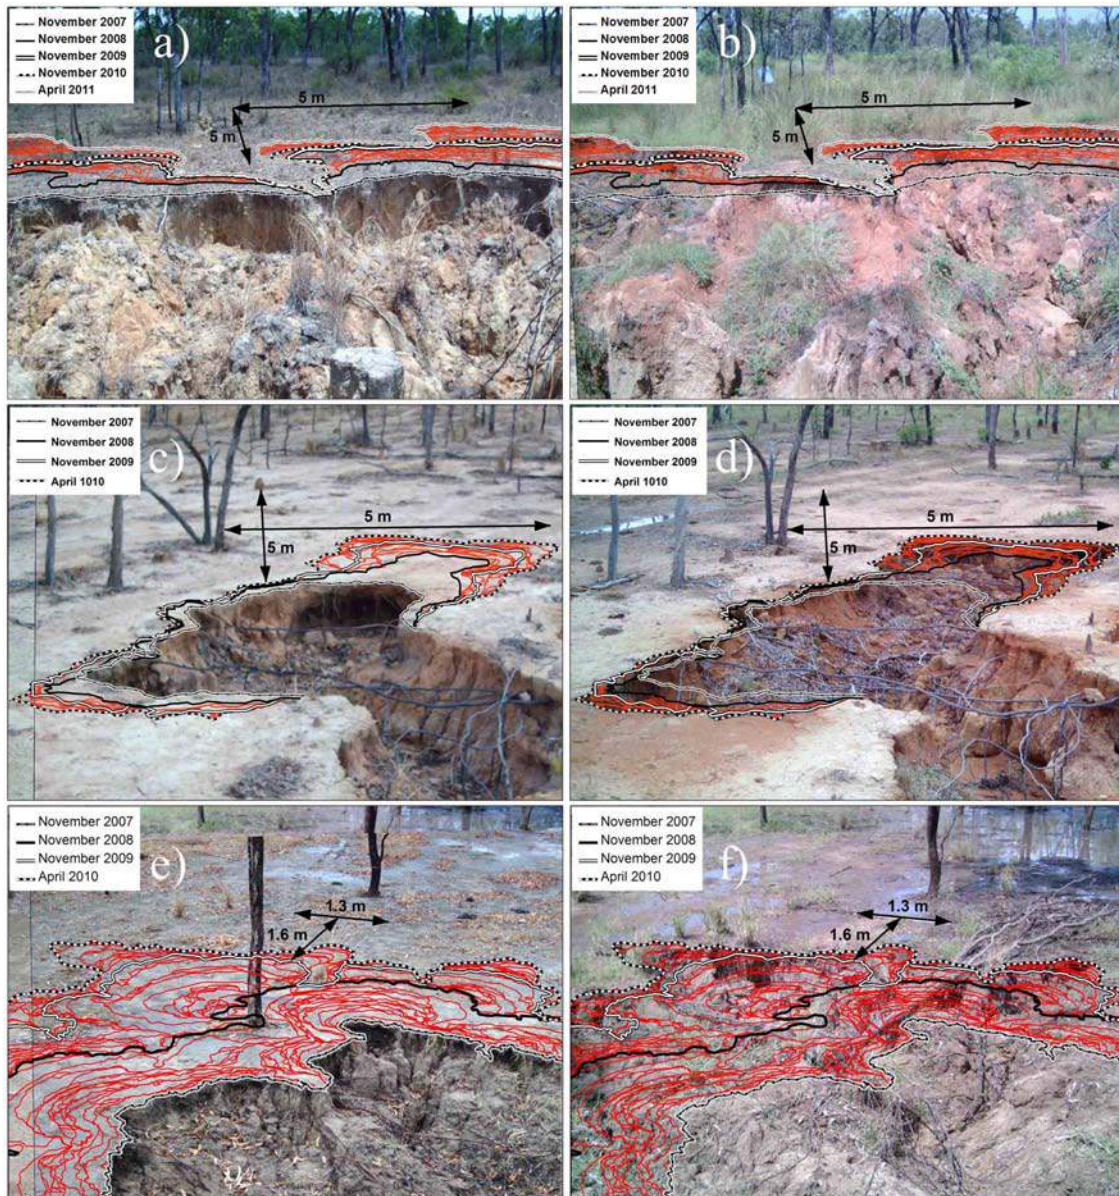 November 2007
November 2008
November 2009
November 2010
April 2011
a)
5 m
5 m
November 2007
November 2008
November 2009
November 2010
April 2011
b)
5 m
5 m
November 2007
November 2008
November 2009
April 1010
c)
5 m
5 m
November 2007
November 2008
November 2009
April 1010
d)
5 m
5 m
November 2007
November 2008
November 2009
April 2010
e)
1.3 m
1.6 m
November 2007
November 2008
November 2009
April 2010
f)
1.3 m
1.6 m